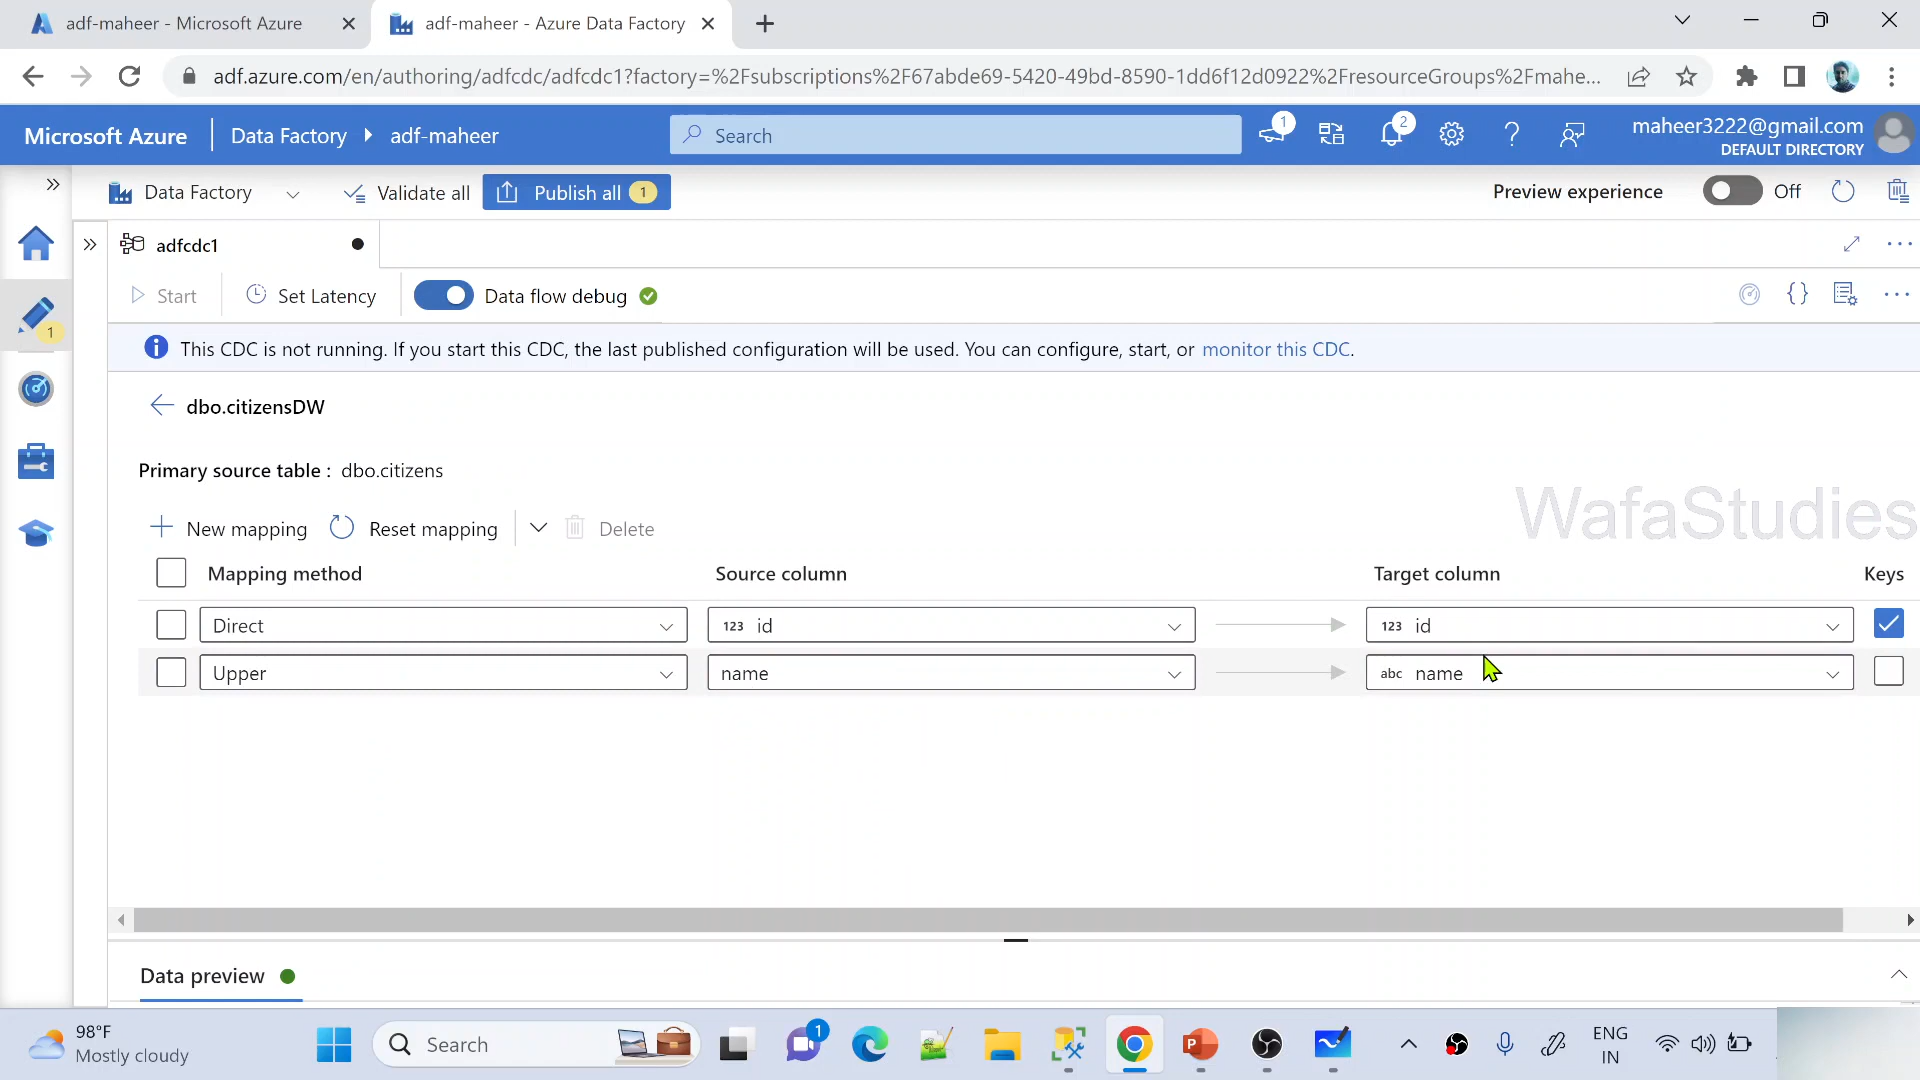 adf-maheer - Microsoft Azure
adf-maheer - Azure Data Factory
adf.azure.com/en/authoring/adfcdc/adfcdc1?factory=%2Fsubscriptions%2F67abde69-5420-49bd-8590-1dd6f12d0922%2FresourceGroups%2Fmahe...
Microsoft Azure
Data Factory
adf-maheer
Search
1
2
maheer3222@gmail.com
DEFAULT DIRECTORY
Data Factory
Validate all
Publish all 1
Preview experience
Off
adfcdc1
Start
Set Latency
Data flow debug
1
This CDC is not running. If you start this CDC, the last published configuration will be used. You can configure, start, or monitor this CDC.
dbo.citizensDW
Primary source table : dbo.citizens
WafaStudies
New mapping
Reset mapping
Delete
Mapping method
Source column
Target column
Keys
Direct
123 id
123 id
Upper
name
abc name
Data preview
98°F
Mostly cloudy
Search
1
ENG
IN